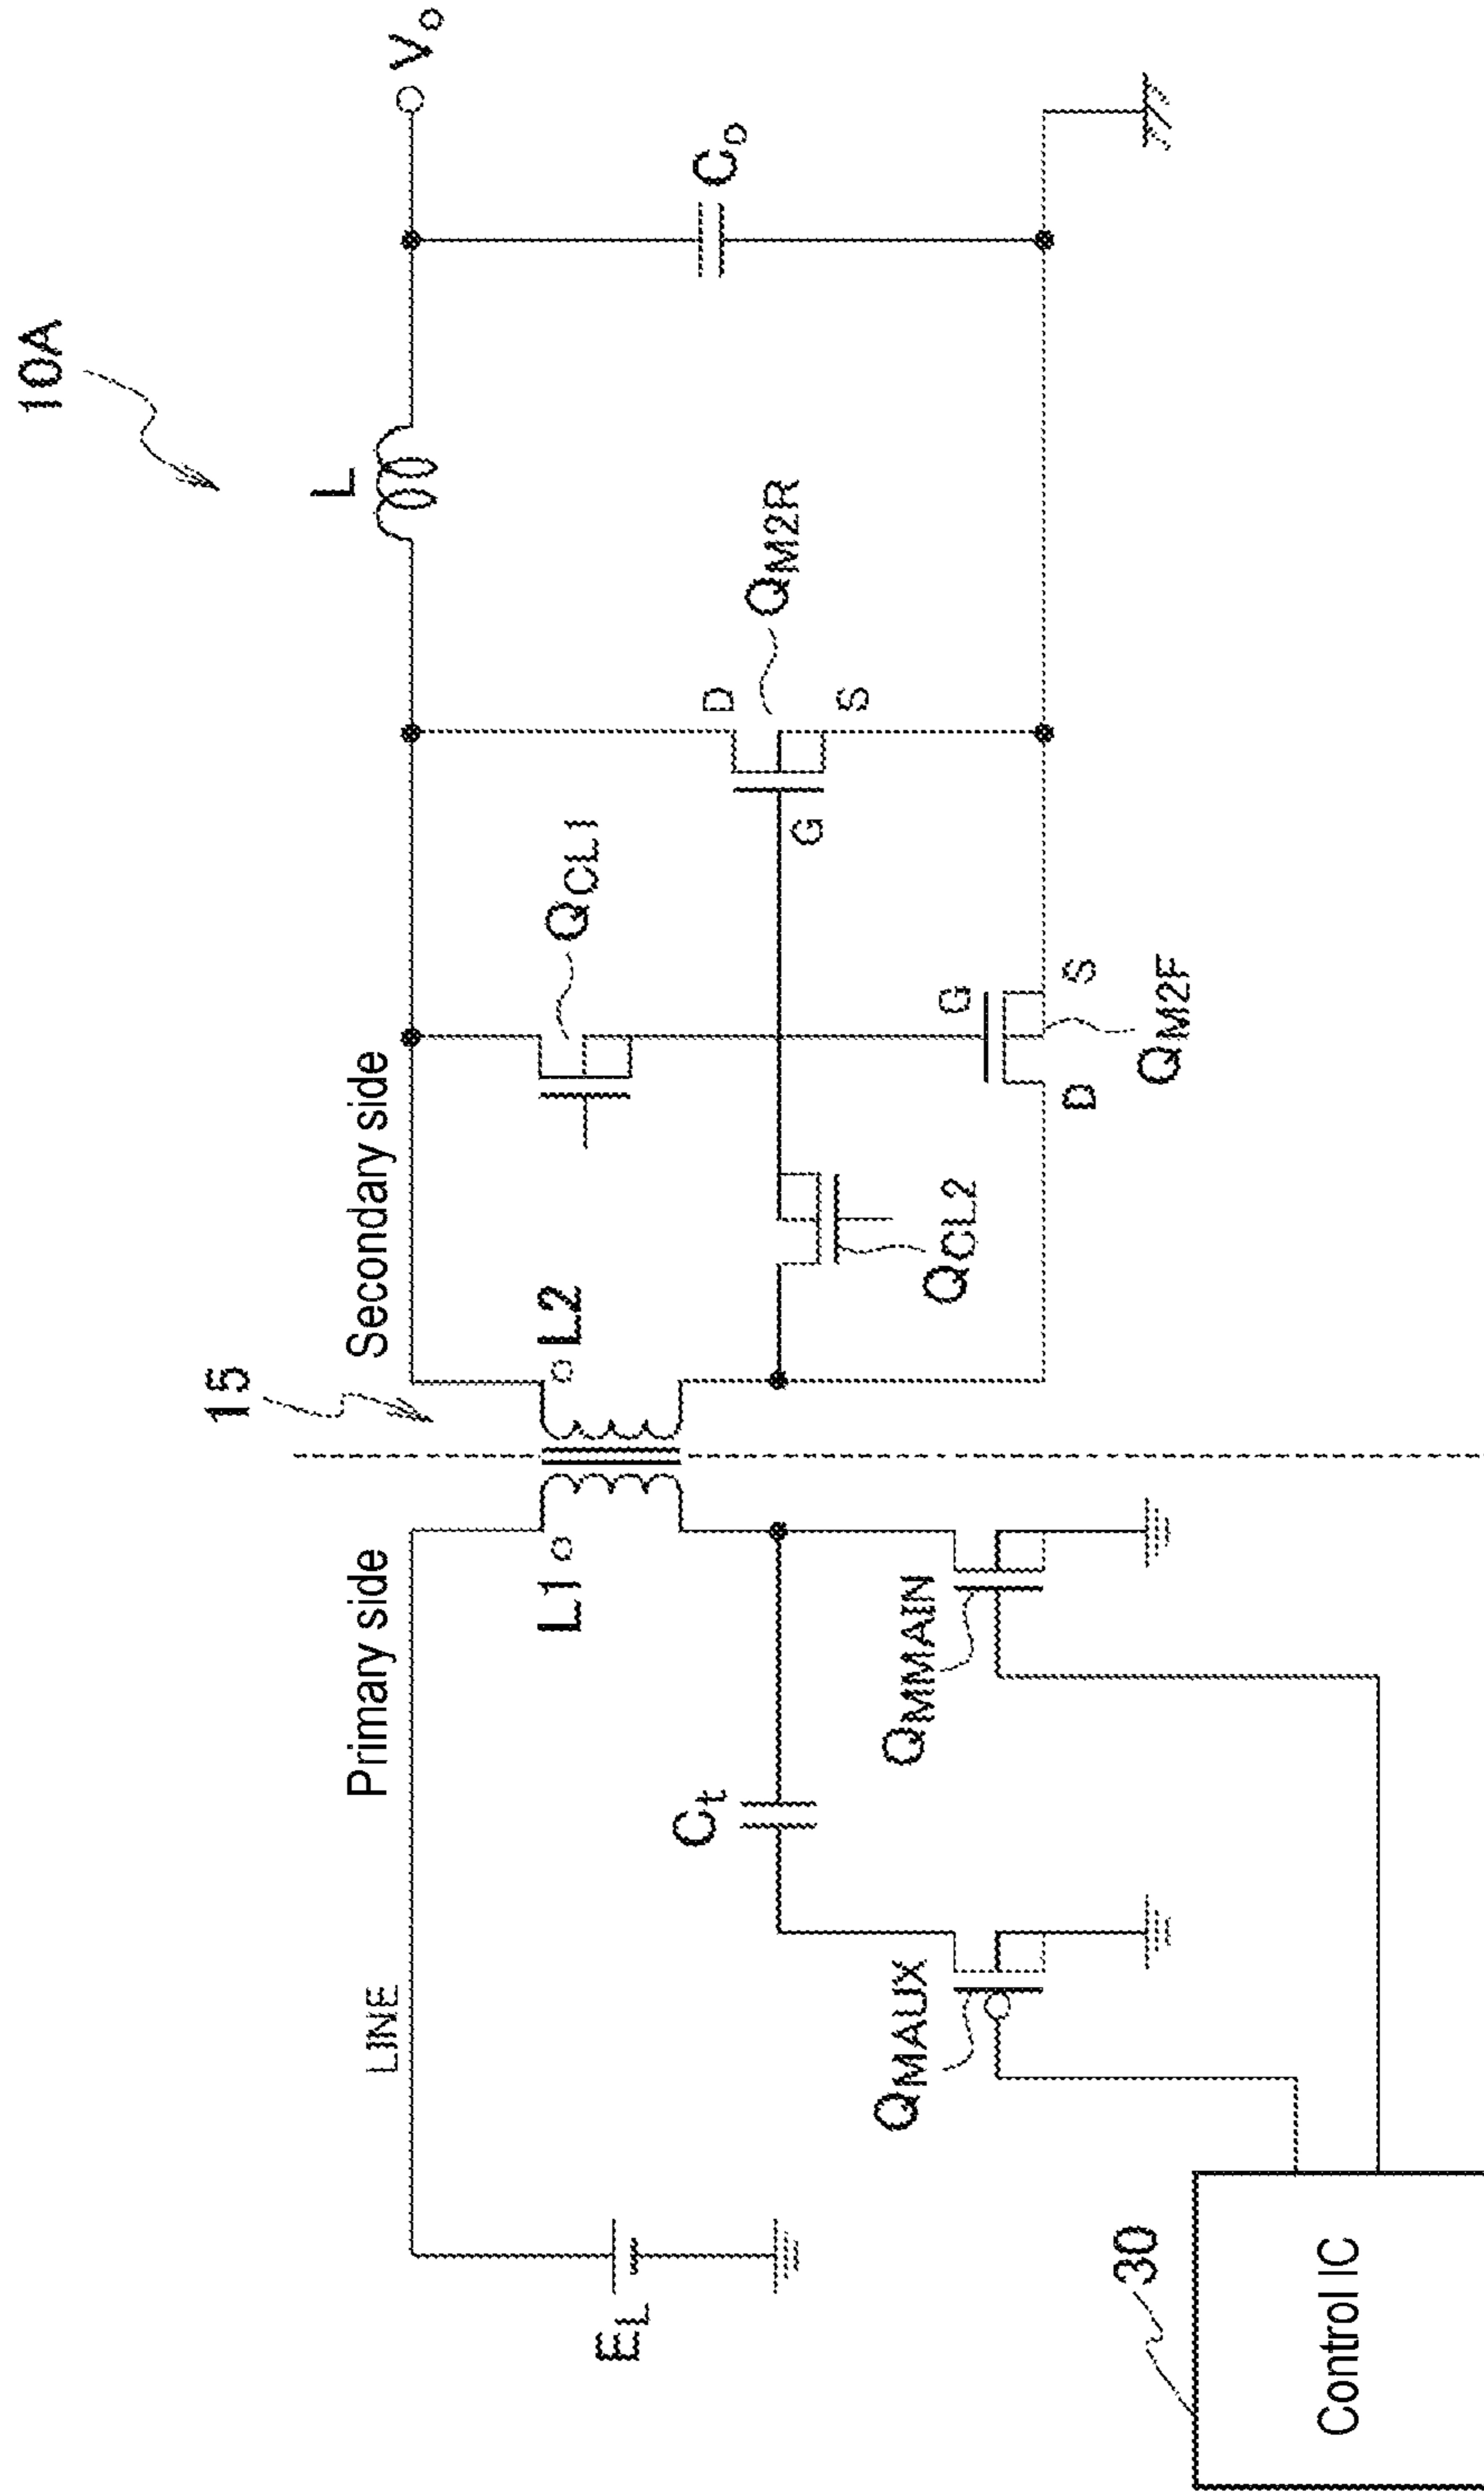 10A
15
Primary side
Secondary side
LINE
L
Vo
L1
L2
EL
Ct
Co
QCL1
QCL2
D
G
S
QM2R
G
D
S
QM2F
QMAUX
QMMAIN
30
Control IC